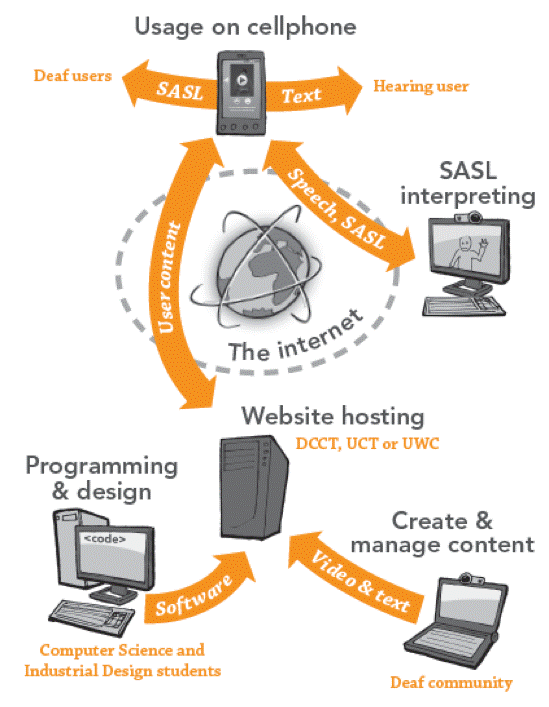 Usage on cellphone
Deaf users
SASL
Text
Hearing user
Speech, SASL
SASL
interpreting
User content
The internet
Website hosting
DCCT, UCT or UWC
Programming
& design
<code>
Software
Computer Science and
Industrial Design students
Create &
manage content
Video & text
Deaf community